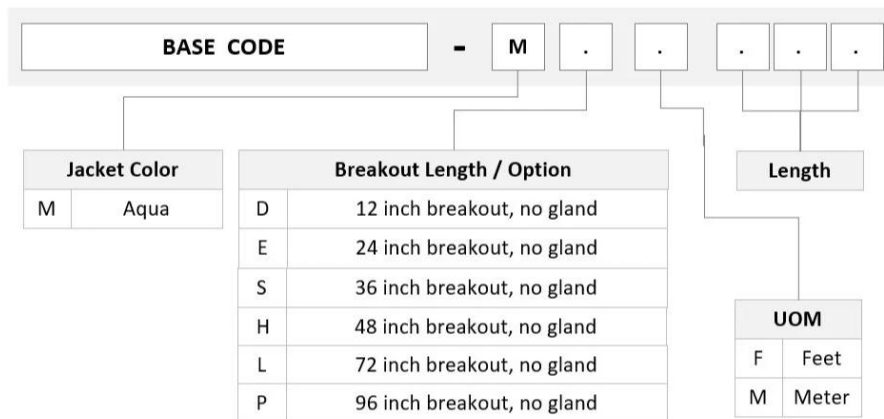 BASE CODE - M . . . . .
Jacket Color
M Aqua
Breakout Length / Option
D 12 inch breakout, no gland
E 24 inch breakout, no gland
S 36 inch breakout, no gland
H 48 inch breakout, no gland
L 72 inch breakout, no gland
P 96 inch breakout, no gland
Length
UOM
F Feet
M Meter